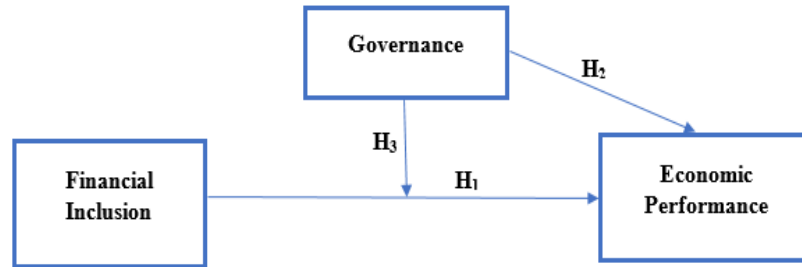 Governance
H₂
H₃
Financial
Inclusion
H₁
Economic
Performance